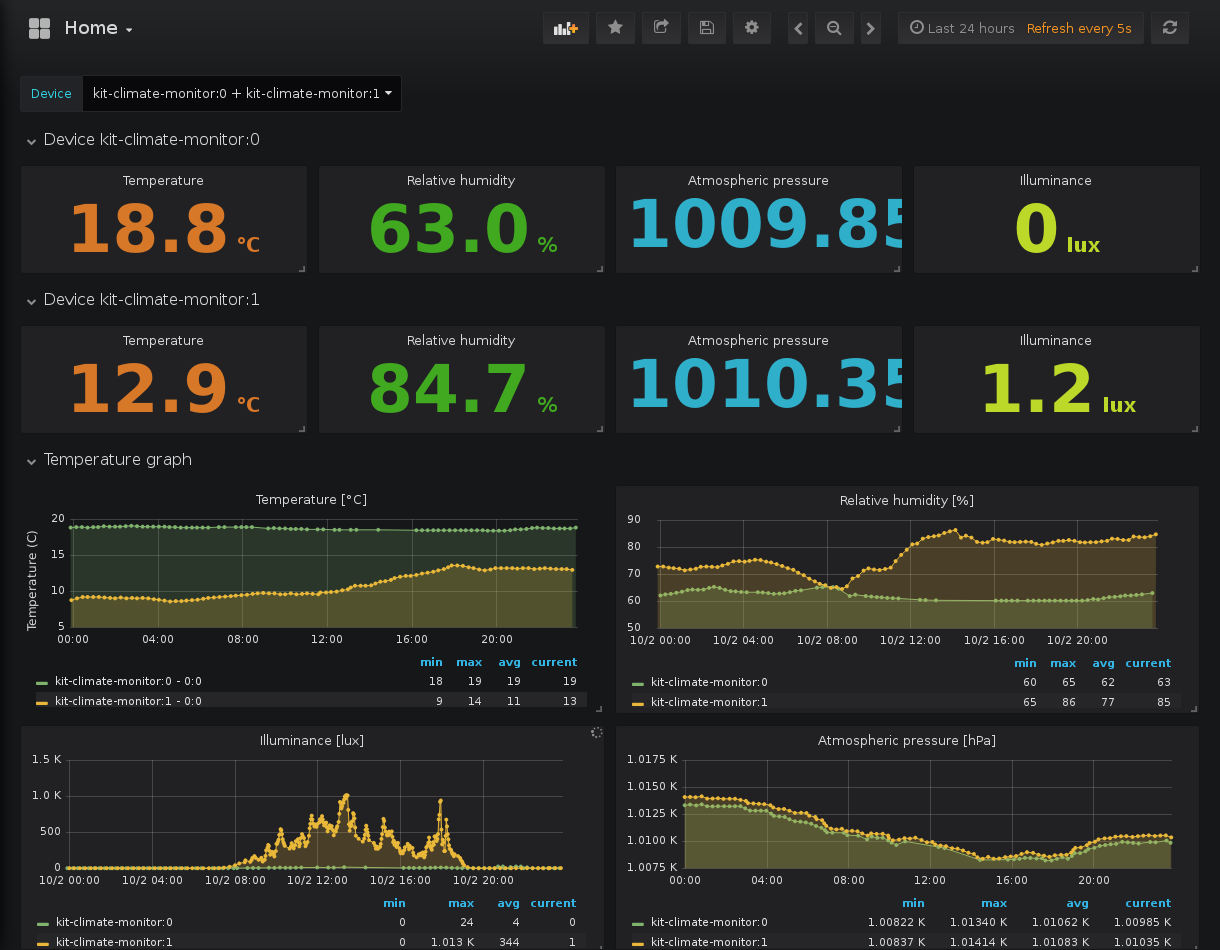 Home
Last 24 hours Refresh every 5s
Device kit-climate-monitor:0 + kit-climate-monitor:1
Device kit-climate-monitor:0
Temperature Relative humidity Atmospheric pressure Illuminance
18.8 °C 63.0 % 1009.85 0 lux
Device kit-climate-monitor:1
Temperature Relative humidity Atmospheric pressure Illuminance
12.9 °C 84.7 % 1010.35 1.2 lux
Temperature graph
Temperature [°C]
Temperature (C)
20
15
10
5
00:00 04:00 08:00 12:00 16:00 20:00
min max avg current
kit-climate-monitor:0 - 0:0 18 19 19 19
kit-climate-monitor:1 - 0:0 9 14 11 13
Relative humidity [%]
90
80
70
60
50
10/2 00:00 10/2 04:00 10/2 08:00 10/2 12:00 10/2 16:00 10/2 20:00
min max avg current
kit-climate-monitor:0 60 65 62 63
kit-climate-monitor:1 65 86 77 85
Illuminance [lux]
1.5 K
1.0 K
500
0
10/2 00:00 10/2 04:00 10/2 08:00 10/2 12:00 10/2 16:00 10/2 20:00
min max avg current
kit-climate-monitor:0 0 24 4 0
kit-climate-monitor:1 0 1.013 K 344 1
Atmospheric pressure [hPa]
1.0175 K
1.0150 K
1.0125 K
1.0100 K
1.0075 K
00:00 04:00 08:00 12:00 16:00 20:00
min max avg current
kit-climate-monitor:0 1.00822 K 1.01340 K 1.01062 K 1.00985 K
kit-climate-monitor:1 1.00837 K 1.01414 K 1.01083 K 1.01035 K